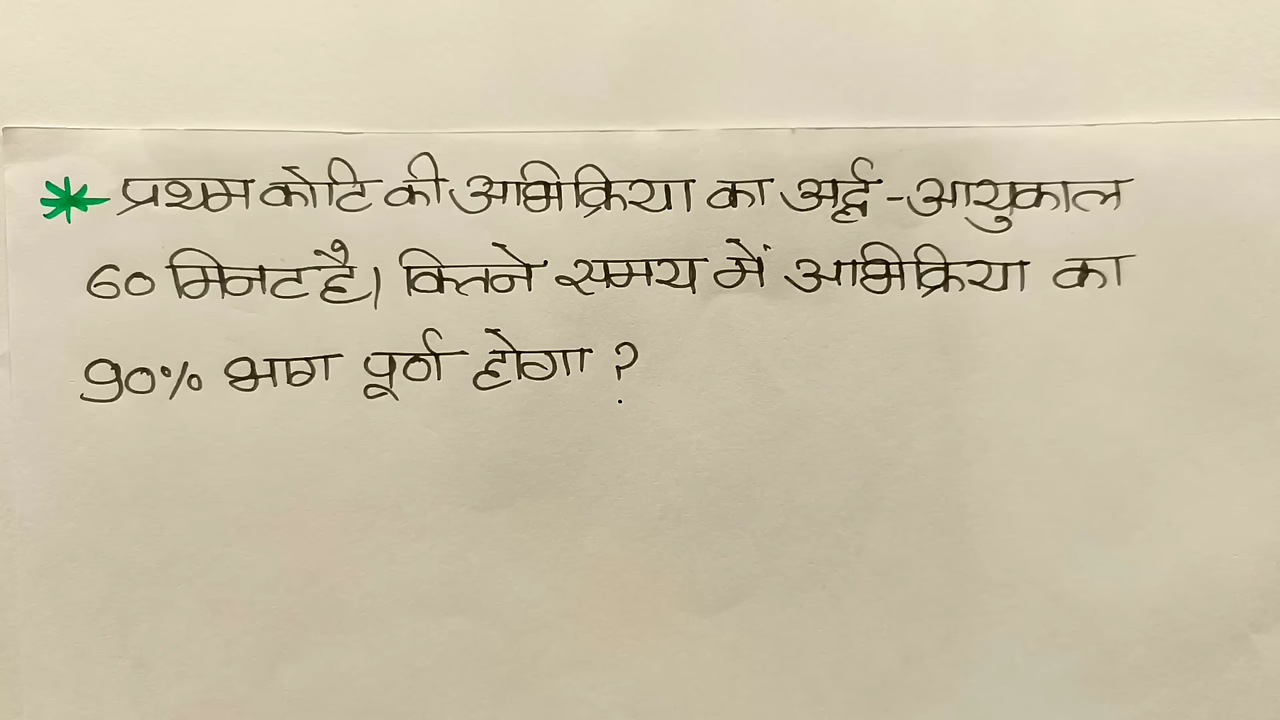 * प्रथम कोटि की अभिक्रिया का अर्द्ध-आयुकाल
60 मिनट है। कितने समय में अभिक्रिया का
90% भाग पूर्ण होगा ?